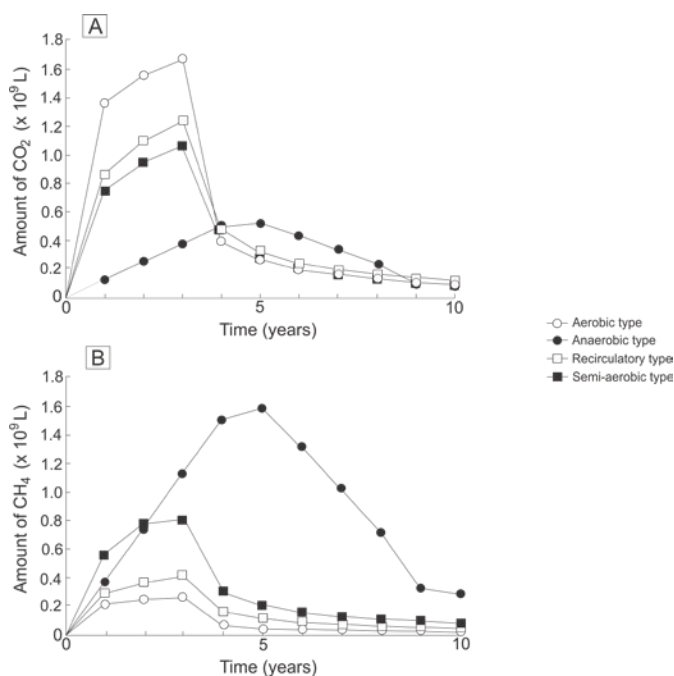 A
1.8
1.6
1.4
1.2
1.0
0.8
0.6
0.4
0.2
0
Amount of CO₂ (x 10⁹ L)
0
5
10
Time (years)
Aerobic type
Anaerobic type
Recirculatory type
Semi-aerobic type
B
1.8
1.6
1.4
1.2
1.0
0.8
0.6
0.4
0.2
0
Amount of CH₄ (x 10⁹ L)
0
5
10
Time (years)